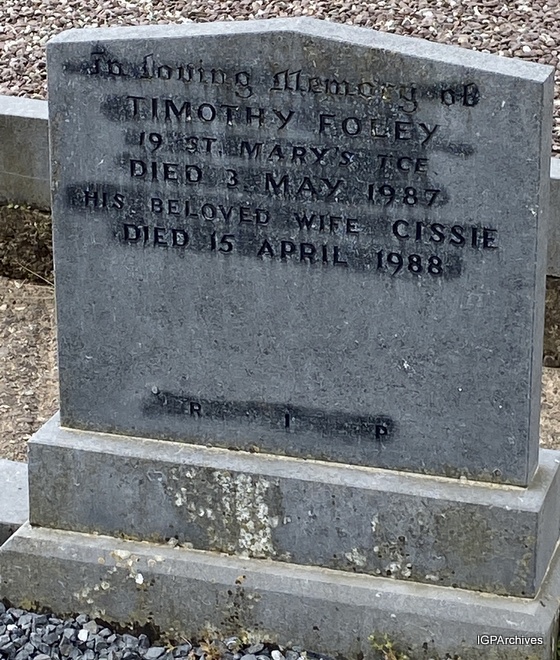 In Loving Memory of
TIMOTHY FOLEY
19 ST. MARY'S TCE
DIED 3 MAY 1987
HIS BELOVED WIFE CISSIE
DIED 15 APRIL 1988
R I P
IGPArchives